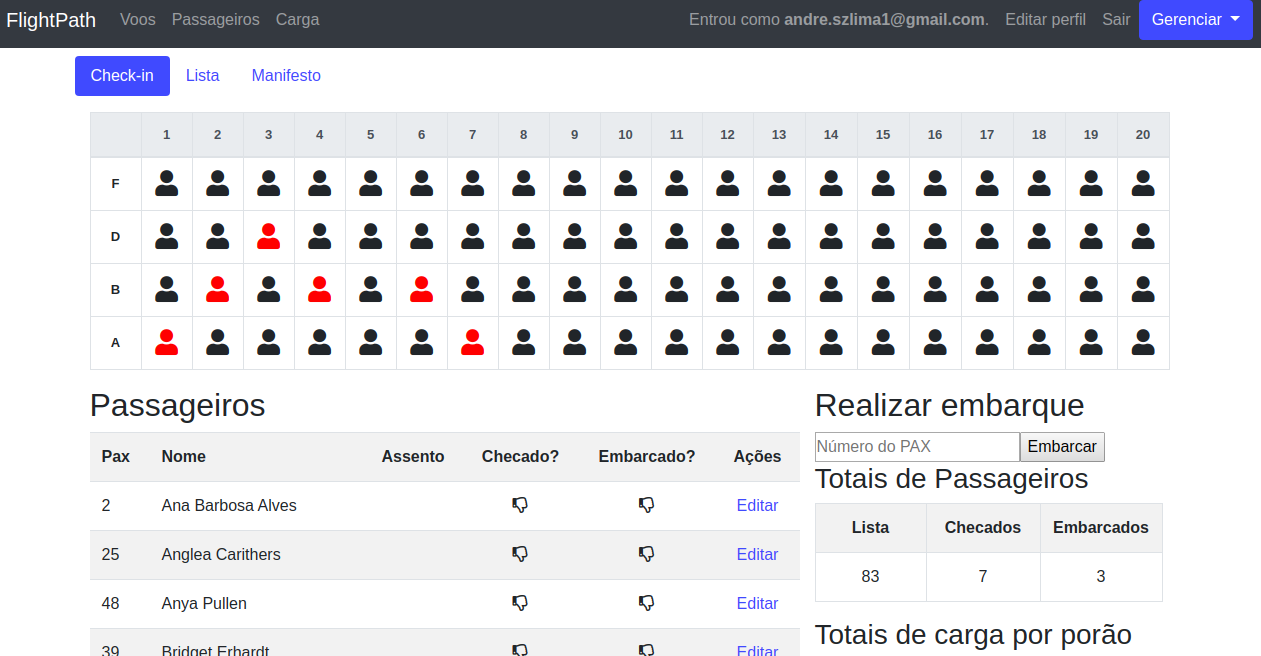 FlightPath Voos Passageiros Carga Entrou como andre.szlima1@gmail.com. Editar perfil Sair Gerenciar
Check-in Lista Manifesto
1 2 3 4 5 6 7 8 9 10 11 12 13 14 15 16 17 18 19 20
F
D
B
A
Passageiros
Pax Nome Assento Checado? Embarcado? Ações
2 Ana Barbosa Alves Editar
25 Anglea Carithers Editar
48 Anya Pullen Editar
39 Bridget Erhardt Editar
Realizar embarque
Número do PAX Embarcar
Totais de Passageiros
Lista Checados Embarcados
83 7 3
Totais de carga por porão